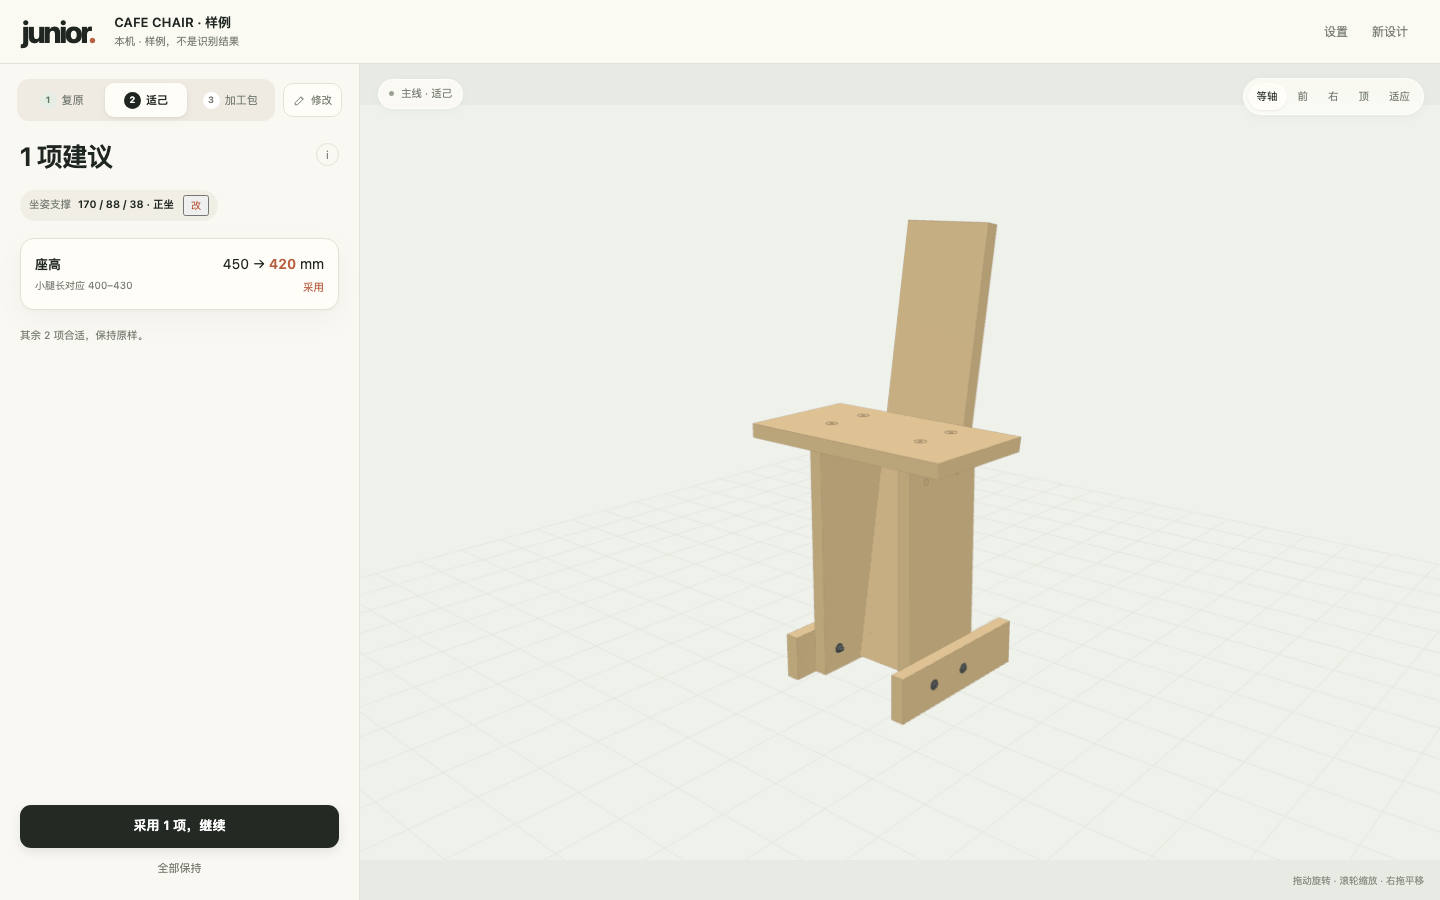 junior.
CAFE CHAIR · 样例
本机 · 样例，不是识别结果
设置
新设计
1 复原
2 适己
3 加工包
修改
主线 · 适己
等轴
前
右
顶
适应
1 项建议
i
坐姿支撑 170 / 88 / 38 · 正坐 改
座高
450 → 420 mm
小腿长对应 400–430
采用
其余 2 项合适，保持原样。
采用 1 项，继续
全部保持
拖动旋转 · 滚轮缩放 · 右拖平移